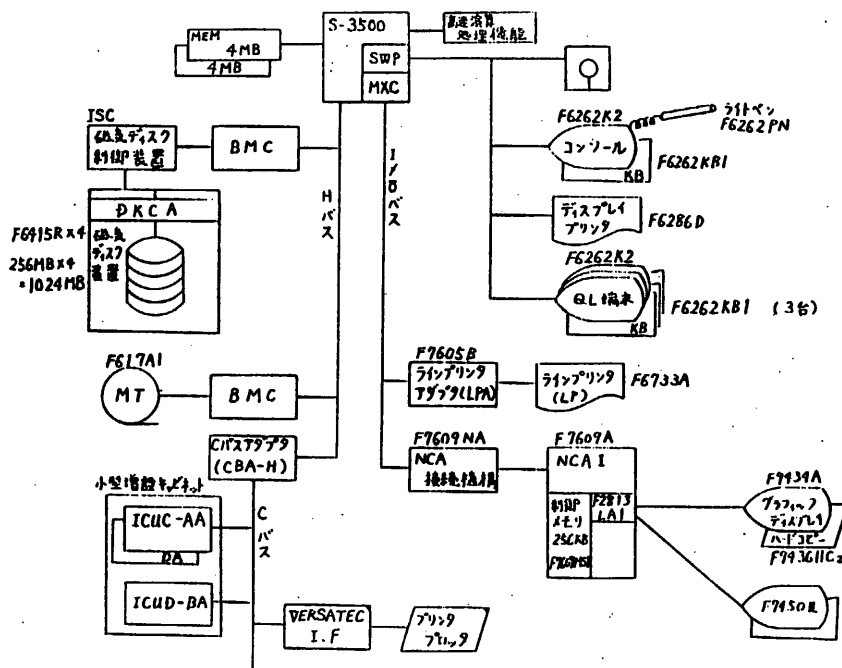 S-3500
SWP
MXC
高速演算
処理機能
MEM
4MB
4MB
ISC
磁気ディスク
制御装置
BMC
DKCA
F6415R×4
256MB×4
=1024MB
磁気
ディスク
装置
Hバス
I/Oバス
F6262K2
ライトペン
F6262PN
コンソール
KB
F6262KB1
ディスプレイ
プリンタ
F6286D
F6262K2
QL端末
KB
F6262KB1 (3台)
F617A1
MT
BMC
Cバスアダプタ
(CBA-H)
F7605B
ラインプリンタ
アダプタ(LPA)
ラインプリンタ
(LP)
F6733A
F7609NA
NCA
接続機構
F7609A
NCA I
制御
メモリ
256KB
F2813
LA1
F9434A
グラフィック
ディスプレイ
ハードコピー
小型増設キャビネット
ICUC-AA
DA
ICUD-BA
Cバス
VERSATEC
I.F
プリンタ
プロッタ